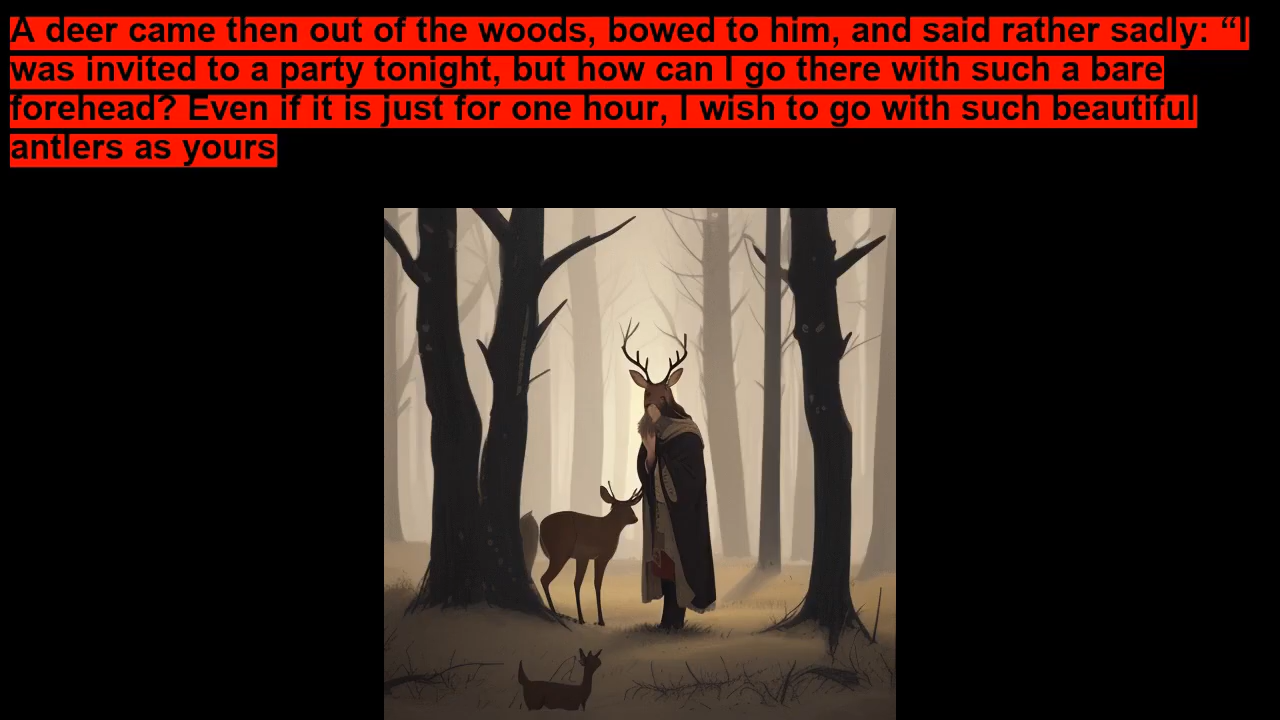 A deer came then out of the woods, bowed to him, and said rather sadly: “I
was invited to a party tonight, but how can I go there with such a bare
forehead? Even if it is just for one hour, I wish to go with such beautiful
antlers as yours